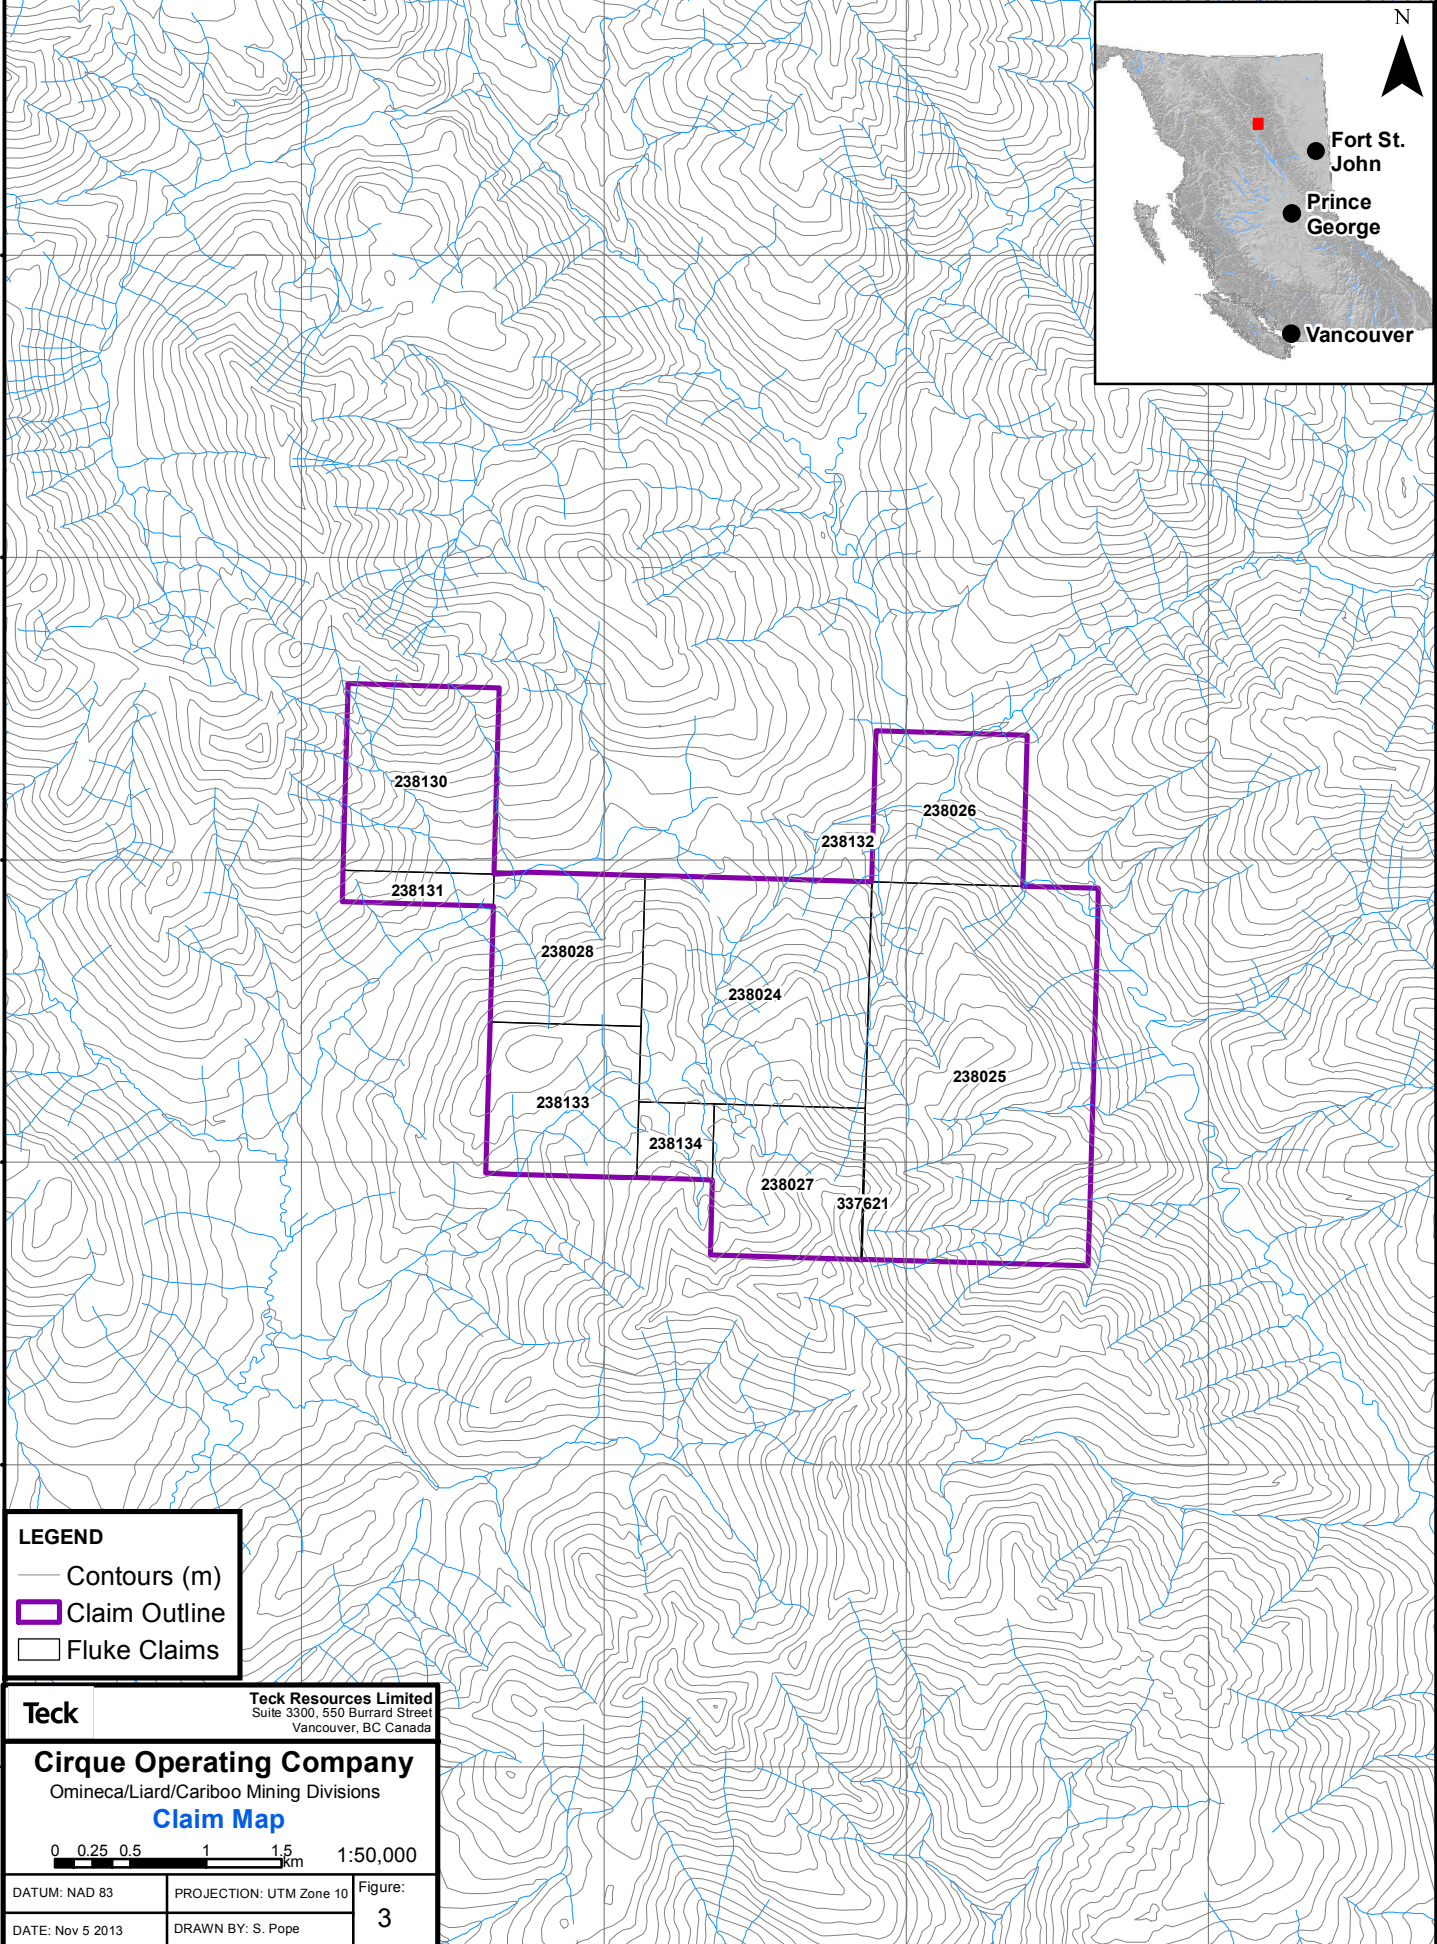 N
Fort St.
John
Prince
George
Vancouver
238130
238026
238132
238131
238028
238024
238025
238133
238134
238027
337621
LEGEND
Contours (m)
Claim Outline
Fluke Claims
Teck
Teck Resources Limited
Suite 3300, 550 Burrard Street
Vancouver, BC Canada
Cirque Operating Company
Omineca/Liard/Cariboo Mining Divisions
Claim Map
0 0.25 0.5 1 1.5
km
1:50,000
DATUM: NAD 83
PROJECTION: UTM Zone 10
Figure:
3
DATE: Nov 5 2013
DRAWN BY: S. Pope